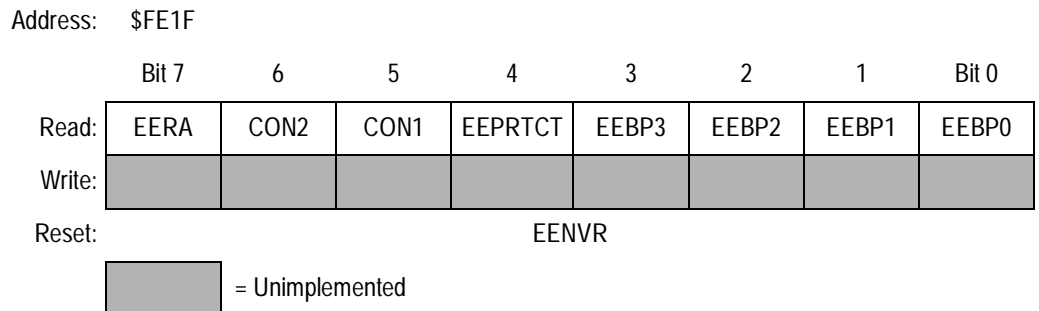 Address: $FE1F
Bit 7 6 5 4 3 2 1 Bit 0
Read: EERA CON2 CON1 EEPRTCT EEBP3 EEBP2 EEBP1 EEBP0
Write:
Reset: EENVR
= Unimplemented